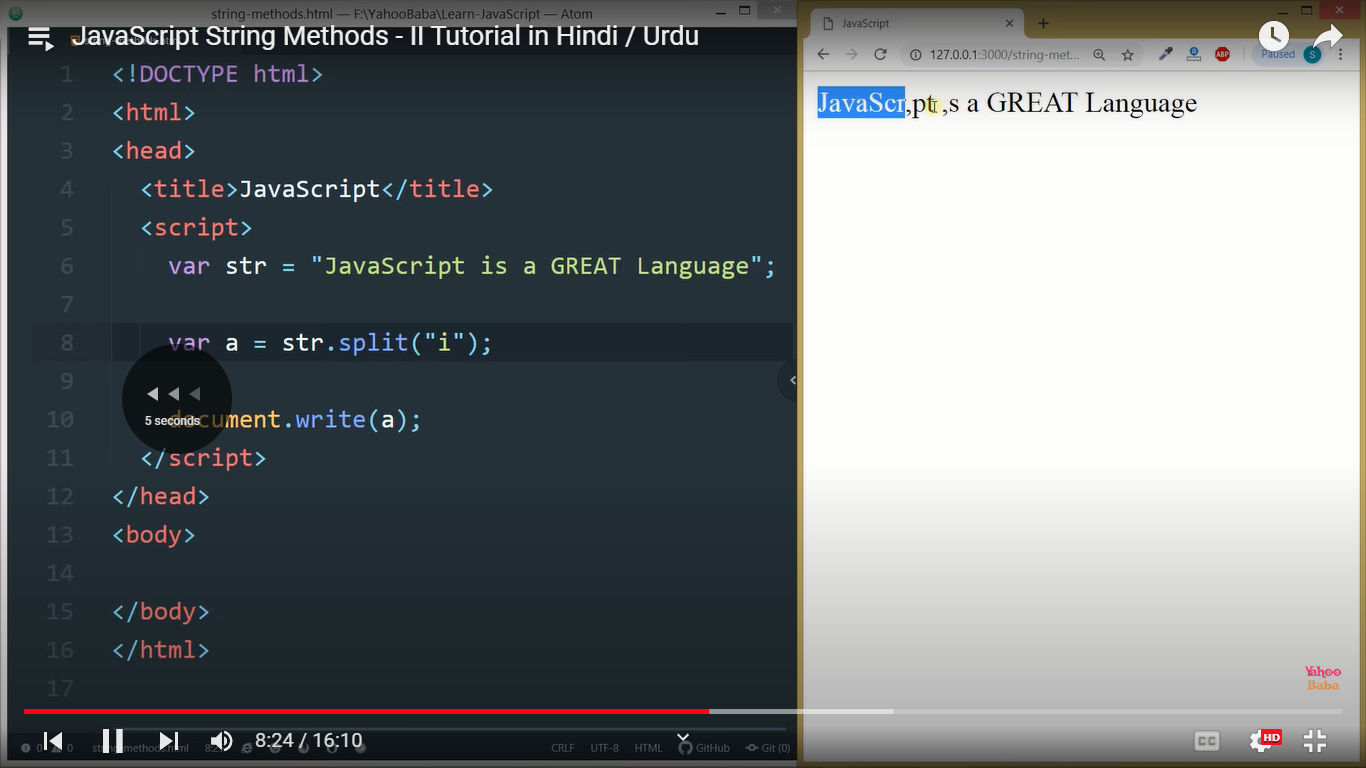 string-methods.html — F:\YahooBaba\Learn-JavaScript — Atom
JavaScript String Methods - II Tutorial in Hindi / Urdu
1 <!DOCTYPE html>
2 <html>
3 <head>
4 <title>JavaScript</title>
5 <script>
6 var str = "JavaScript is a GREAT Language";
7
8 var a = str.split("i");
9
5 seconds
10 document.write(a);
11 </script>
12 </head>
13 <body>
14
15 </body>
16 </html>
17
8:24 / 16:10
CRLF UTF-8 HTML GitHub Git (0)
JavaScript
127.0.0.1:3000/string-met...
ABP
Paused
S
JavaScr,pt ,s a GREAT Language
Yahoo
Baba
CC
HD